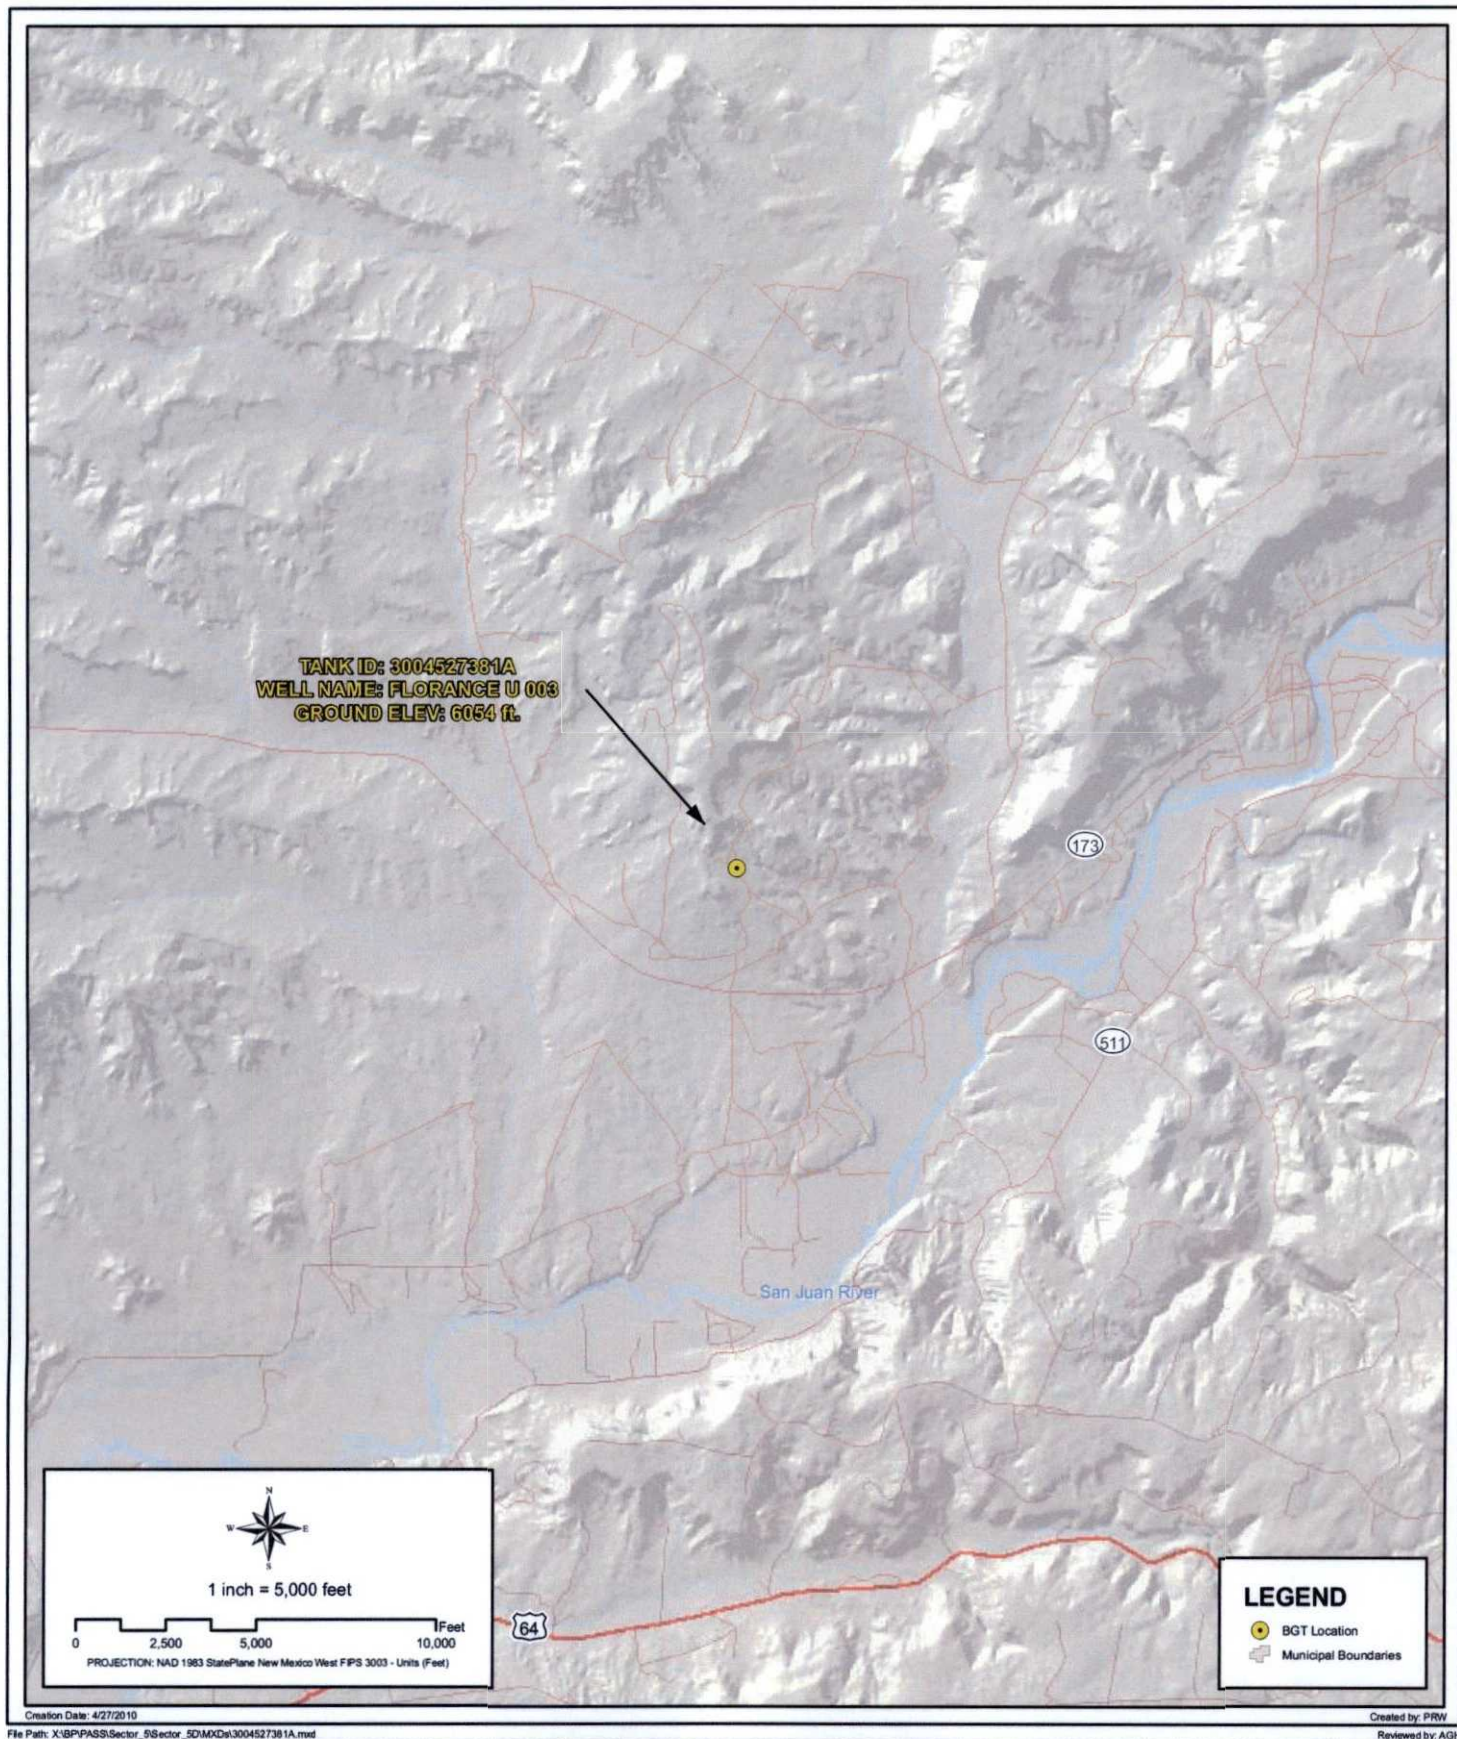 TANK ID: 3004527381A
WELL NAME: FLORANCE U 003
GROUND ELEV: 6054 ft.
173
511
San Juan River
N
W E
S
1 inch = 5,000 feet
Feet
0 2,500 5,000 10,000
PROJECTION: NAD 1983 StatePlane New Mexico West FIPS 3003 - Units (Feet)
64
LEGEND
BGT Location
Municipal Boundaries
Creation Date: 4/27/2010
Created by: PRW
File Path: X:\BP\PASS\Sector_5\Sector_5D\MXDs\3004527381A.mxd
Reviewed by: AGH